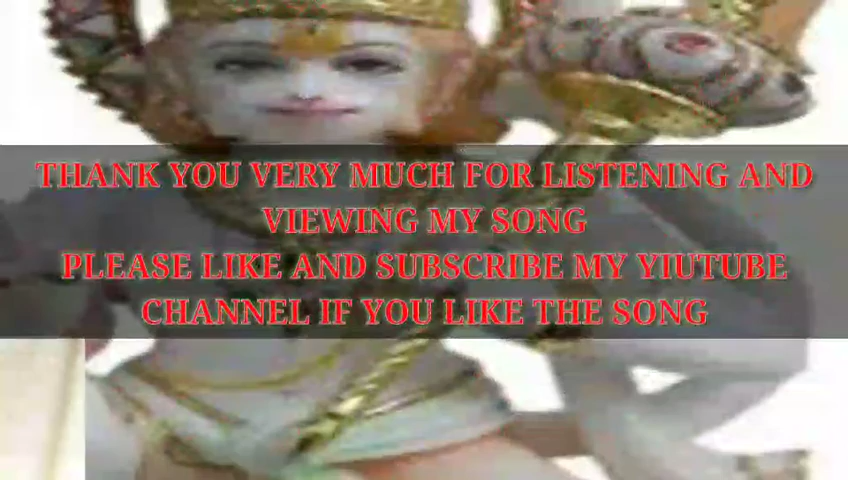 THANK YOU VERY MUCH FOR LISTENING AND
VIEWING MY SONG
PLEASE LIKE AND SUBSCRIBE MY YIUTUBE
CHANNEL IF YOU LIKE THE SONG